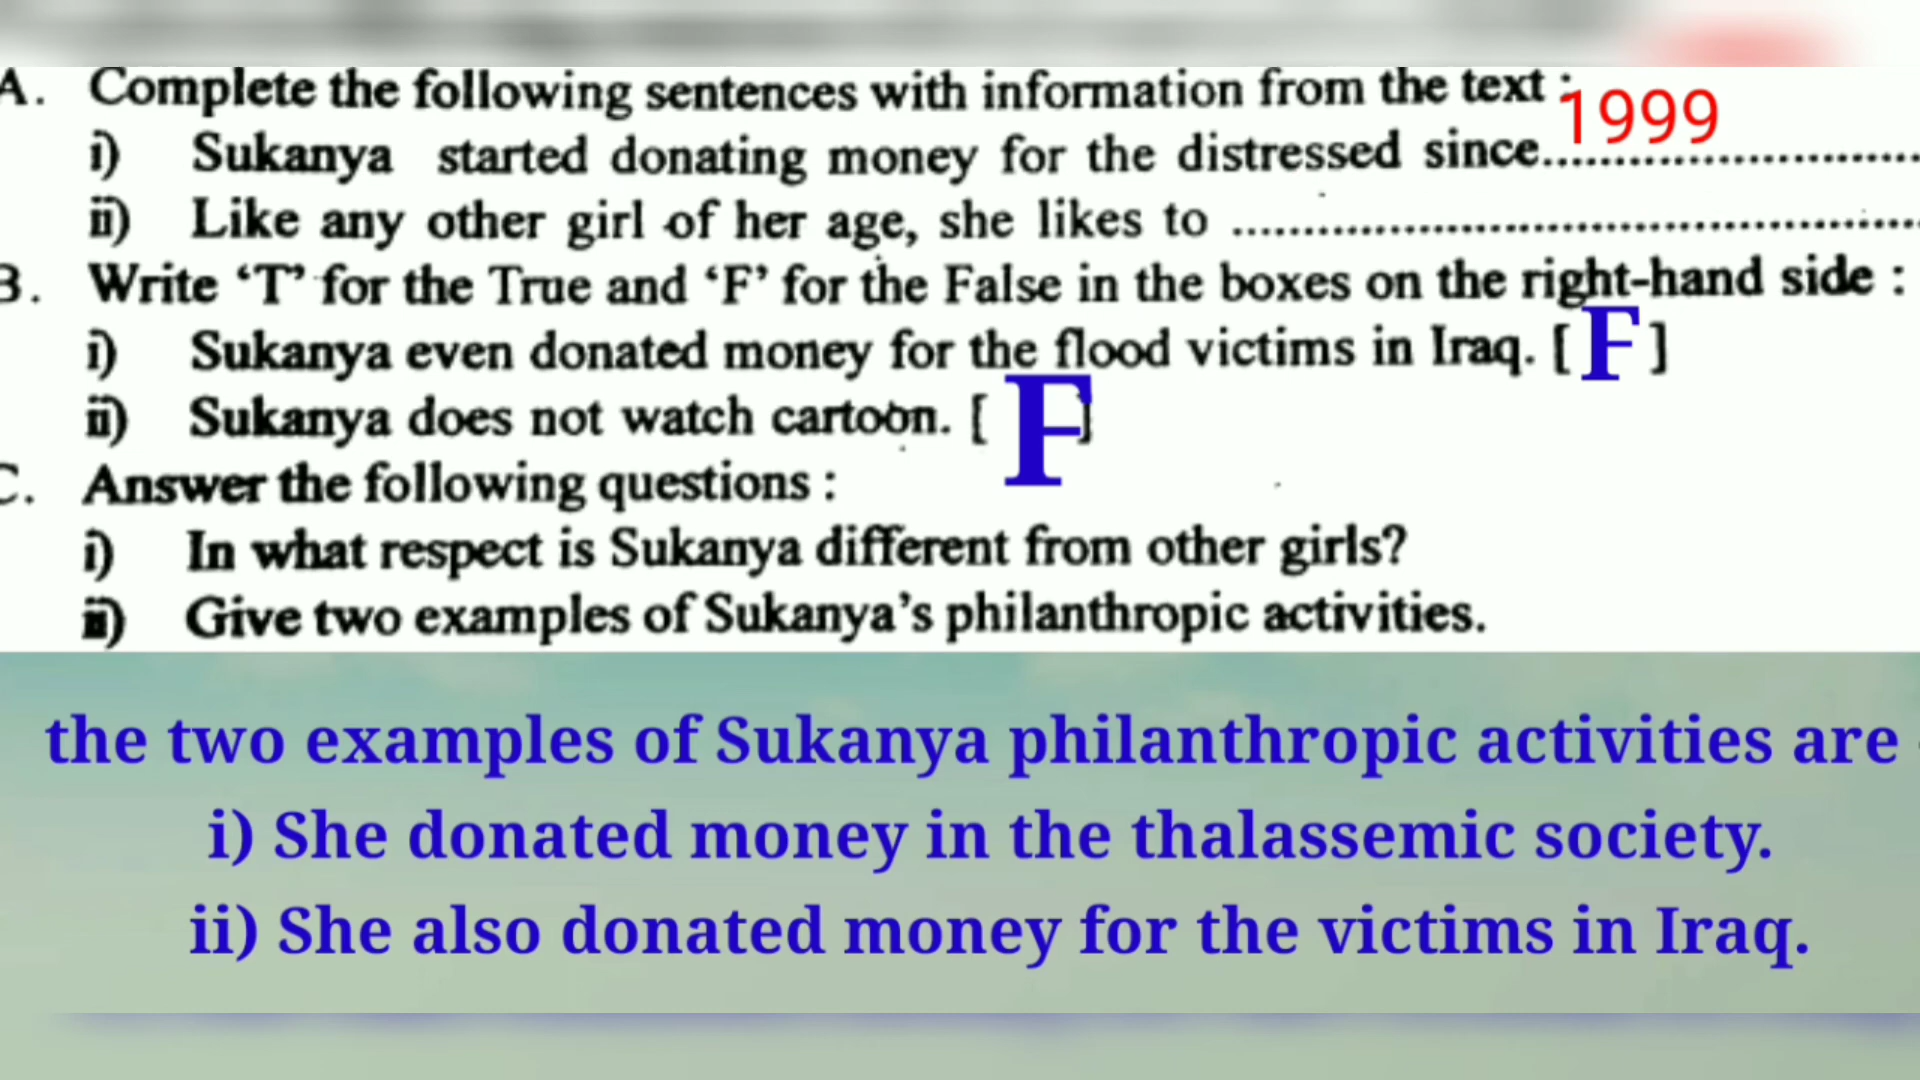 A. Complete the following sentences with information from the text :
i) Sukanya started donating money for the distressed since..........................1999
ii) Like any other girl of her age, she likes to ..................................................
B. Write ‘T’ for the True and ‘F’ for the False in the boxes on the right-hand side :
i) Sukanya even donated money for the flood victims in Iraq. [ F ]
ii) Sukanya does not watch cartoon. [ F ]
C. Answer the following questions :
i) In what respect is Sukanya different from other girls?
ii) Give two examples of Sukanya’s philanthropic activities.
the two examples of Sukanya philanthropic activities are
i) She donated money in the thalassemic society.
ii) She also donated money for the victims in Iraq.